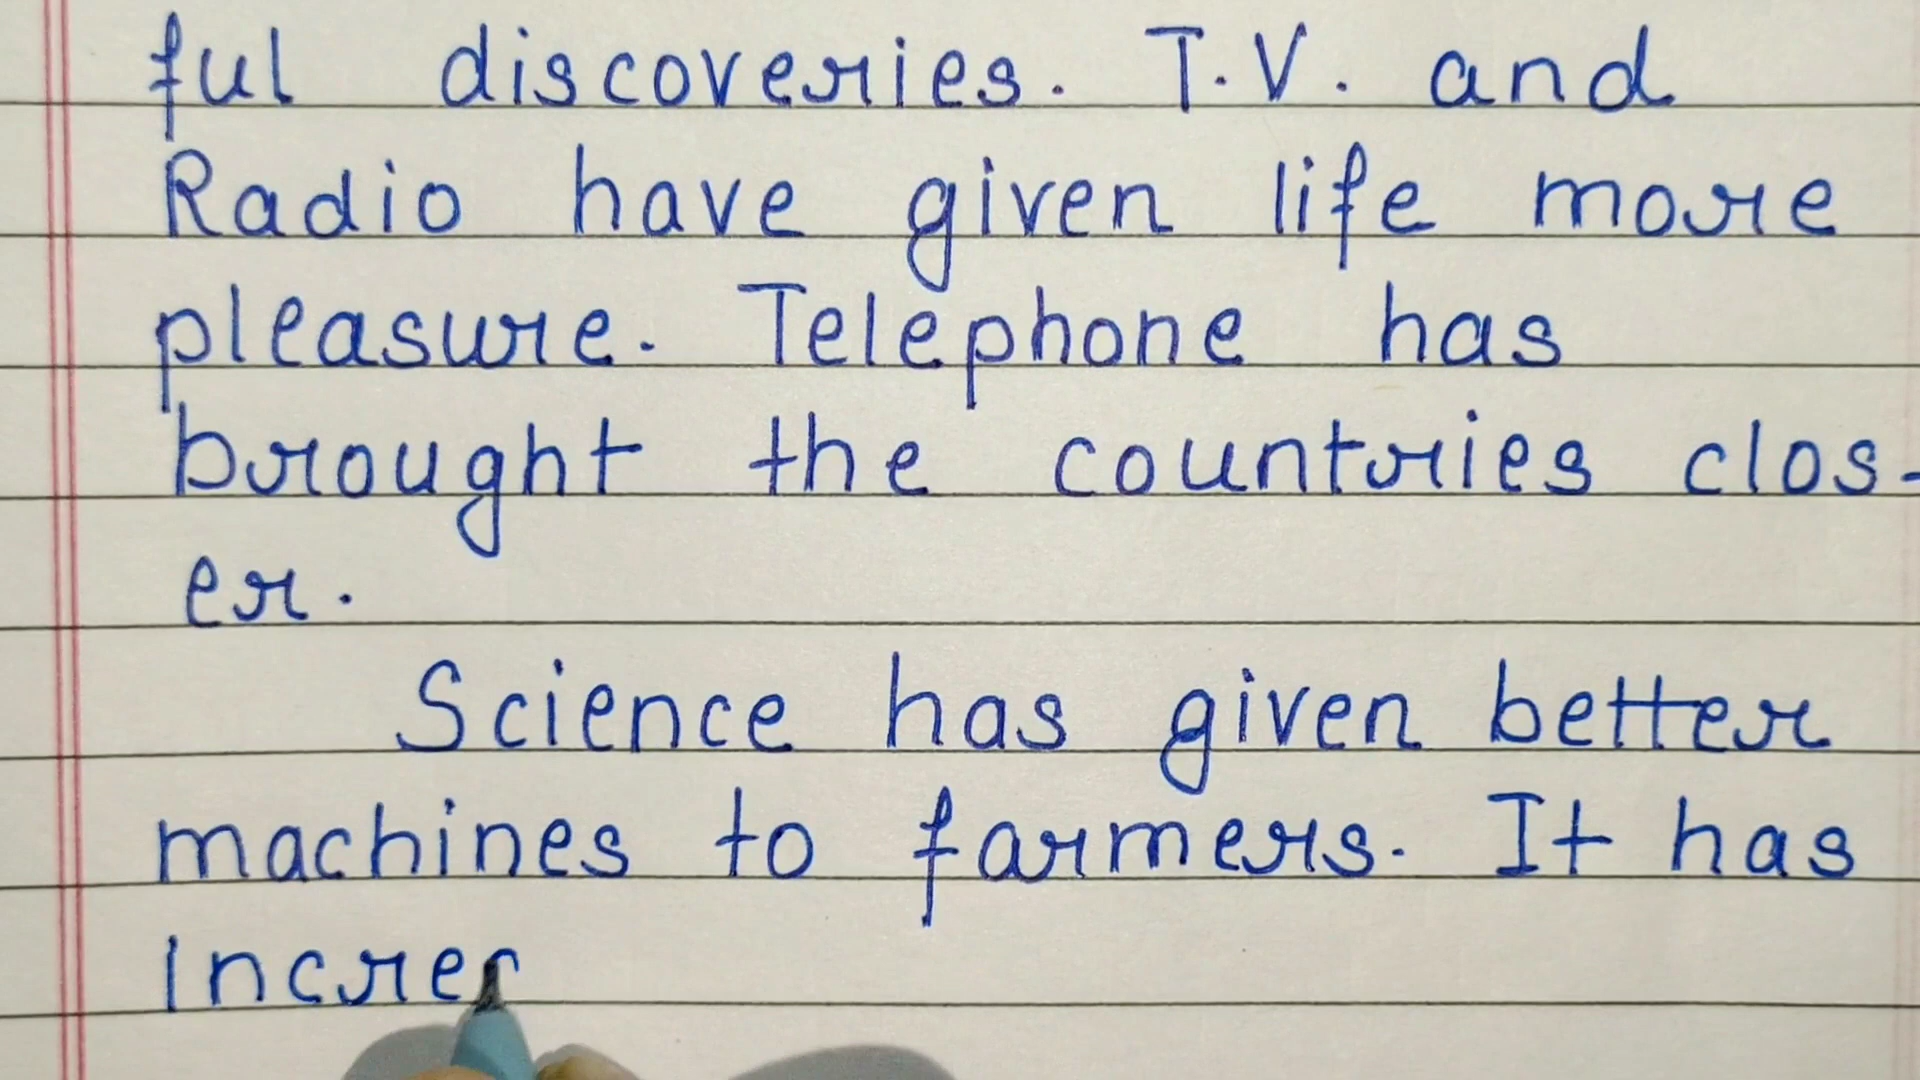 ful discoveries. T.V. and
Radio have given life more
pleasure. Telephone has
brought the countries clos-
er.
Science has given better
machines to farmers. It has